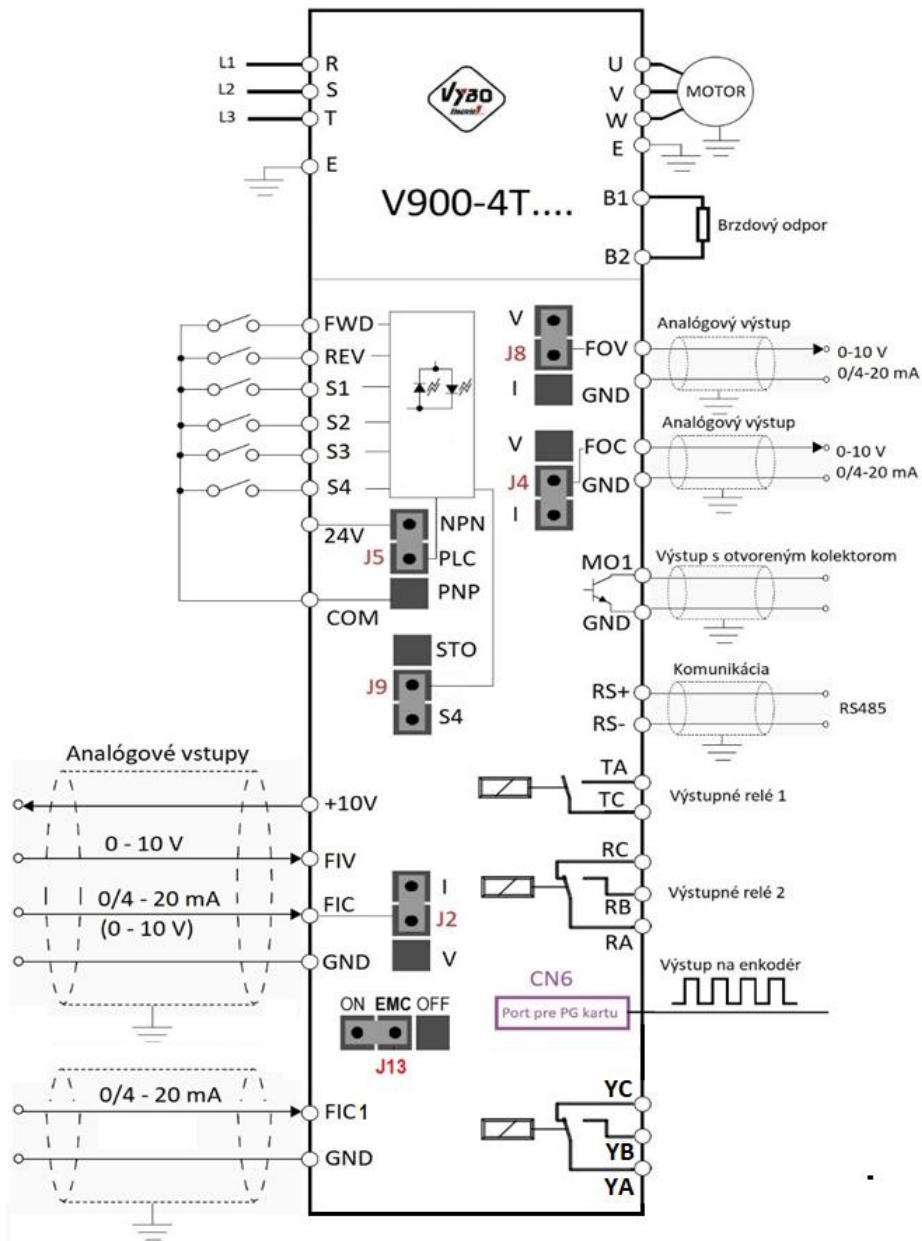 L1
R
L2
S
L3
T
E
VYBO
Electric
U
V
W
MOTOR
E
V900-4T....
B1
Brzdový odpor
B2
FWD
REV
S1
S2
S3
S4
24V
COM
NPN
J5
PLC
PNP
STO
J9
S4
V
J8
I
FOV
GND
Analógový výstup
0-10 V
0/4-20 mA
V
J4
I
FOC
GND
Analógový výstup
0-10 V
0/4-20 mA
MO1
GND
Výstup s otvoreným kolektorom
Komunikácia
RS+
RS-
RS485
TA
TC
Výstupné relé 1
RC
RB
RA
Výstupné relé 2
Analógové vstupy
+10V
0 - 10 V
FIV
0/4 - 20 mA
(0 - 10 V)
FIC
GND
I
J2
V
ON EMC OFF
J13
CN6
Port pre PG kartu
Výstup na enkodér
0/4 - 20 mA
FIC1
GND
YC
YB
YA